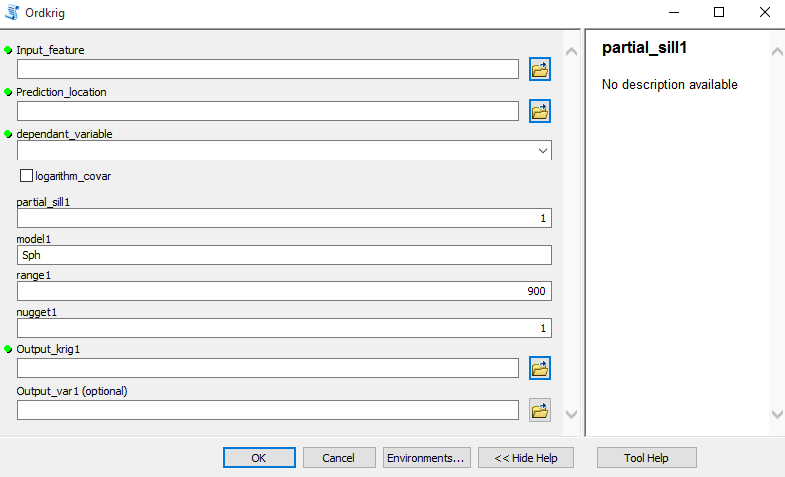 Ordkrig
Input_feature
Prediction_location
dependant_variable
logarithm_covar
partial_sill1
1
model1
Sph
range1
900
nugget1
1
Output_krig1
Output_var1 (optional)
OK
Cancel
Environments...
<< Hide Help
partial_sill1
No description available
Tool Help